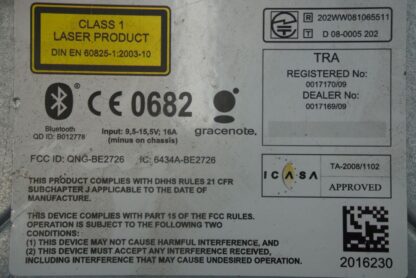 CLASS 1
LASER PRODUCT
DIN EN 60825-1:2003-10
R 202WW081065511
T D 08-0005 202
TRA
REGISTERED No:
0017170/09
DEALER No:
0017169/09
Bluetooth
QD ID: B012778
CE 0682
Input: 9,5-15,5V; 16A
(minus on chassis)
gracenote.
FCC ID: QNG-BE2726 IC: 6434A-BE2726
THIS PRODUCT COMPLIES WITH DHHS RULES 21 CFR
SUBCHAPTER J APPLICABLE TO THE DATE OF
MANUFACTURE.
ICASA
TA-2008/1102
APPROVED
THIS DEVICE COMPLIES WITH PART 15 OF THE FCC RULES.
OPERATION IS SUBJECT TO THE FOLLOWING TWO
CONDITIONS:
(1) THIS DEVICE MAY NOT CAUSE HARMFUL INTERFERENCE, AND
(2) THIS DEVICE MUST ACCEPT ANY INTERFERENCE RECEIVED,
INCLUDING INTERFERENCE THAT MAY CAUSE UNDESIRED OPERATION.
2016230